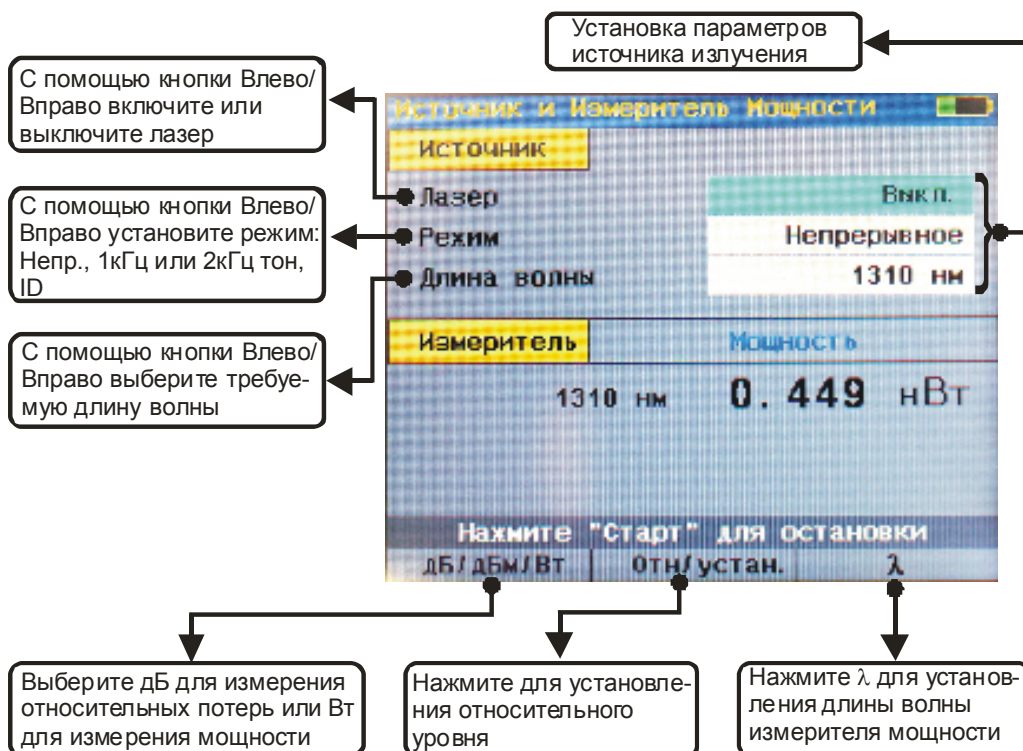 Установка параметров
источника излучения
С помощью кнопки Влево/
Вправо включите или
выключите лазер
С помощью кнопки Влево/
Вправо установите режим:
Непр., 1кГц или 2кГц тон,
ID
С помощью кнопки Влево/
Вправо выберите требуе-
мую длину волны
Источник и Измеритель Мощности
Источник
Лазер Выкл.
Режим Непрерывное
Длина волны 1310 нм
Измеритель Мощность
1310 нм 0.449 нВт
Нажмите "Старт" для остановки
дБ/дБм/Вт Отн/устан. λ
Выберите дБ для измерения
относительных потерь или Вт
для измерения мощности
Нажмите для установле-
ния относительного
уровня
Нажмите λ для установ-
ления длины волны
измерителя мощности